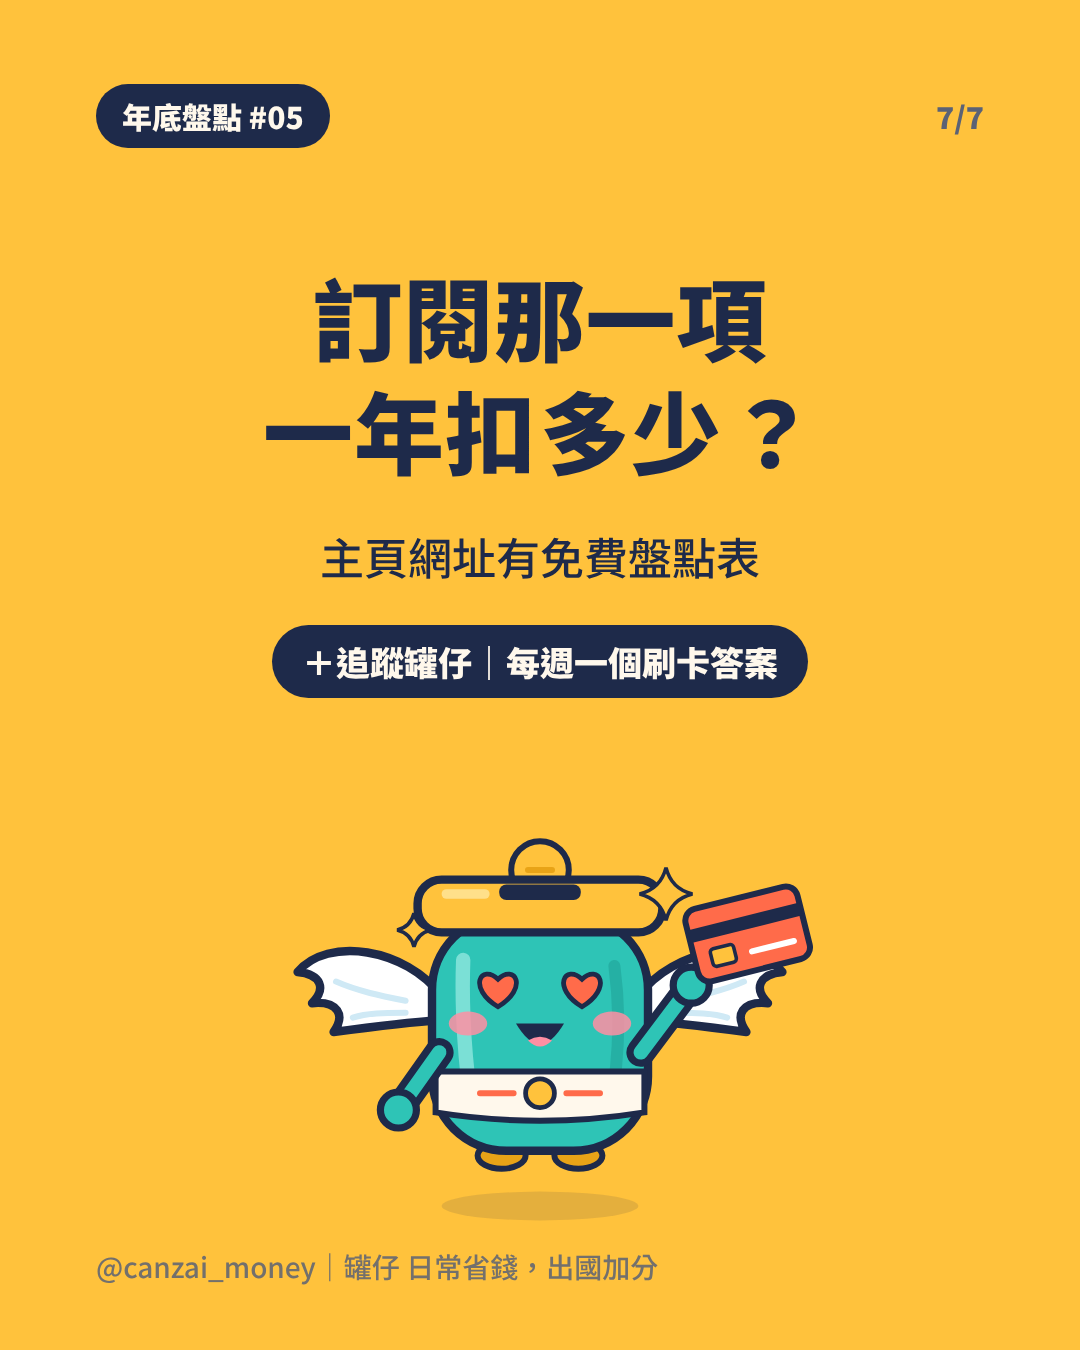 年底盤點 #05
7/7
訂閱那一項
一年扣多少？
主頁網址有免費盤點表
＋追蹤罐仔｜每週一個刷卡答案
@canzai_money｜罐仔 日常省錢，出國加分